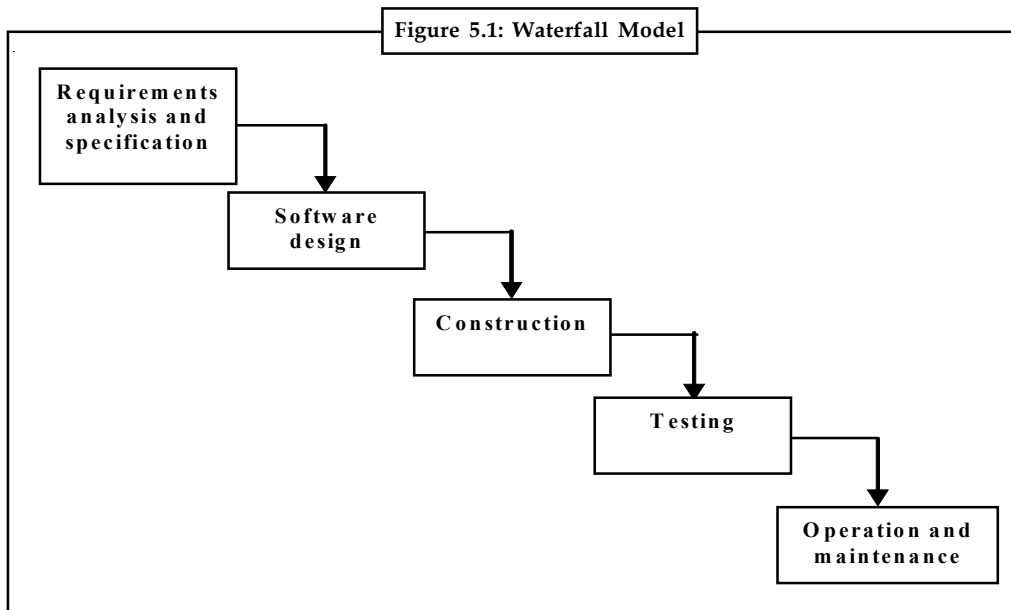 Figure 5.1: Waterfall Model
Requirements
analysis and
specification
Software
design
Construction
Testing
Operation and
maintenance